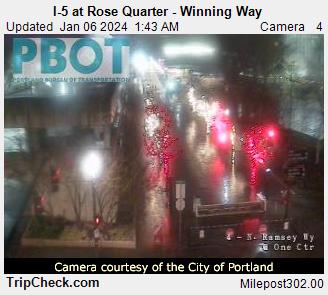 I-5 at Rose Quarter - Winning Way
Updated Jan 06 2024 1:43 AM Camera 4
PBOT
PORTLAND BUREAU OF TRANSPORTATION
4 - N. Ramsey Wy
@ One Ctr
Camera courtesy of the City of Portland
TripCheck.com Milepost302.00